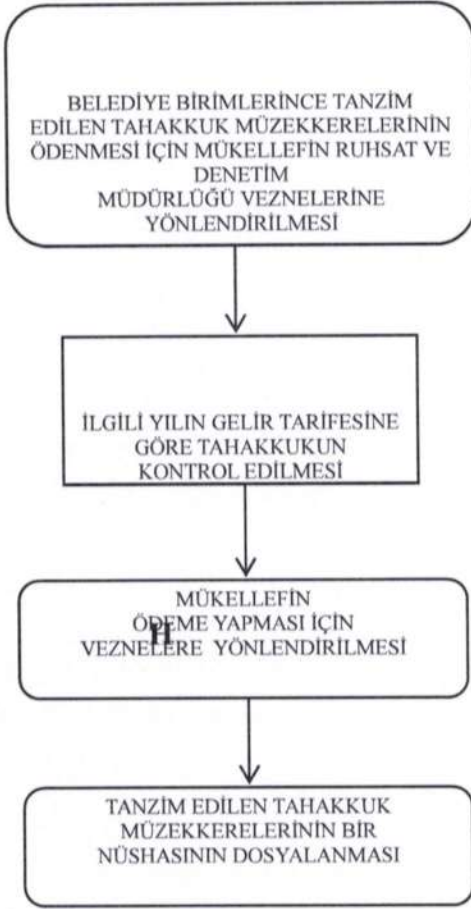 BELEDİYE BİRİMLERİNCE TANZİM
EDİLEN TAHAKKUK MÜZEKKERELERİNİN
ÖDENMESİ İÇİN MÜKELLEFİN RUHSAT VE
DENETİM
MÜDÜRLÜĞÜ VEZNELERİNE
YÖNLENDİRİLMESİ
İLGİLİ YILIN GELİR TARİFESİNE
GÖRE TAHAKKUKUN
KONTROL EDİLMESİ
MÜKELLEFİN
ÖDEME YAPMASI İÇİN
H
VEZNELERE YÖNLENDİRİLMESİ
TANZİM EDİLEN TAHAKKUK
MÜZEKKERELERİNİN BİR
NÜSHASININ DOSYALANMASI